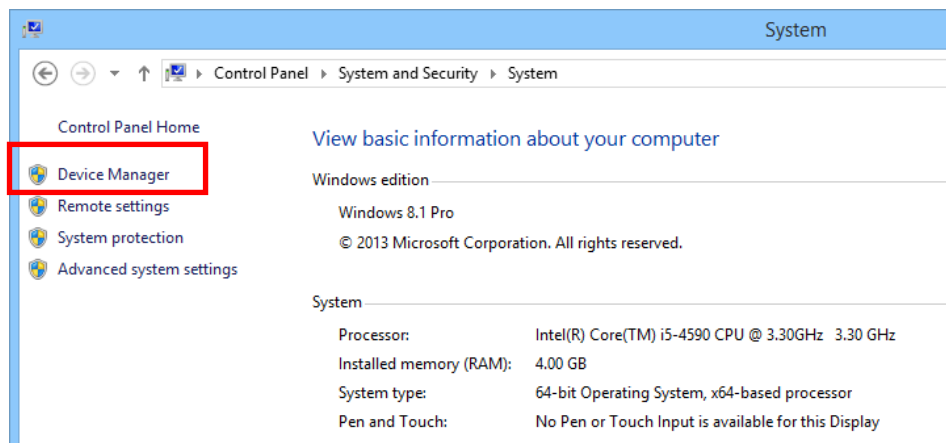 System
Control Panel System and Security System
Control Panel Home
Device Manager
Remote settings
System protection
Advanced system settings
View basic information about your computer
Windows edition
Windows 8.1 Pro
© 2013 Microsoft Corporation. All rights reserved.
System
Processor: Intel(R) Core(TM) i5-4590 CPU @ 3.30GHz 3.30 GHz
Installed memory (RAM): 4.00 GB
System type: 64-bit Operating System, x64-based processor
Pen and Touch: No Pen or Touch Input is available for this Display